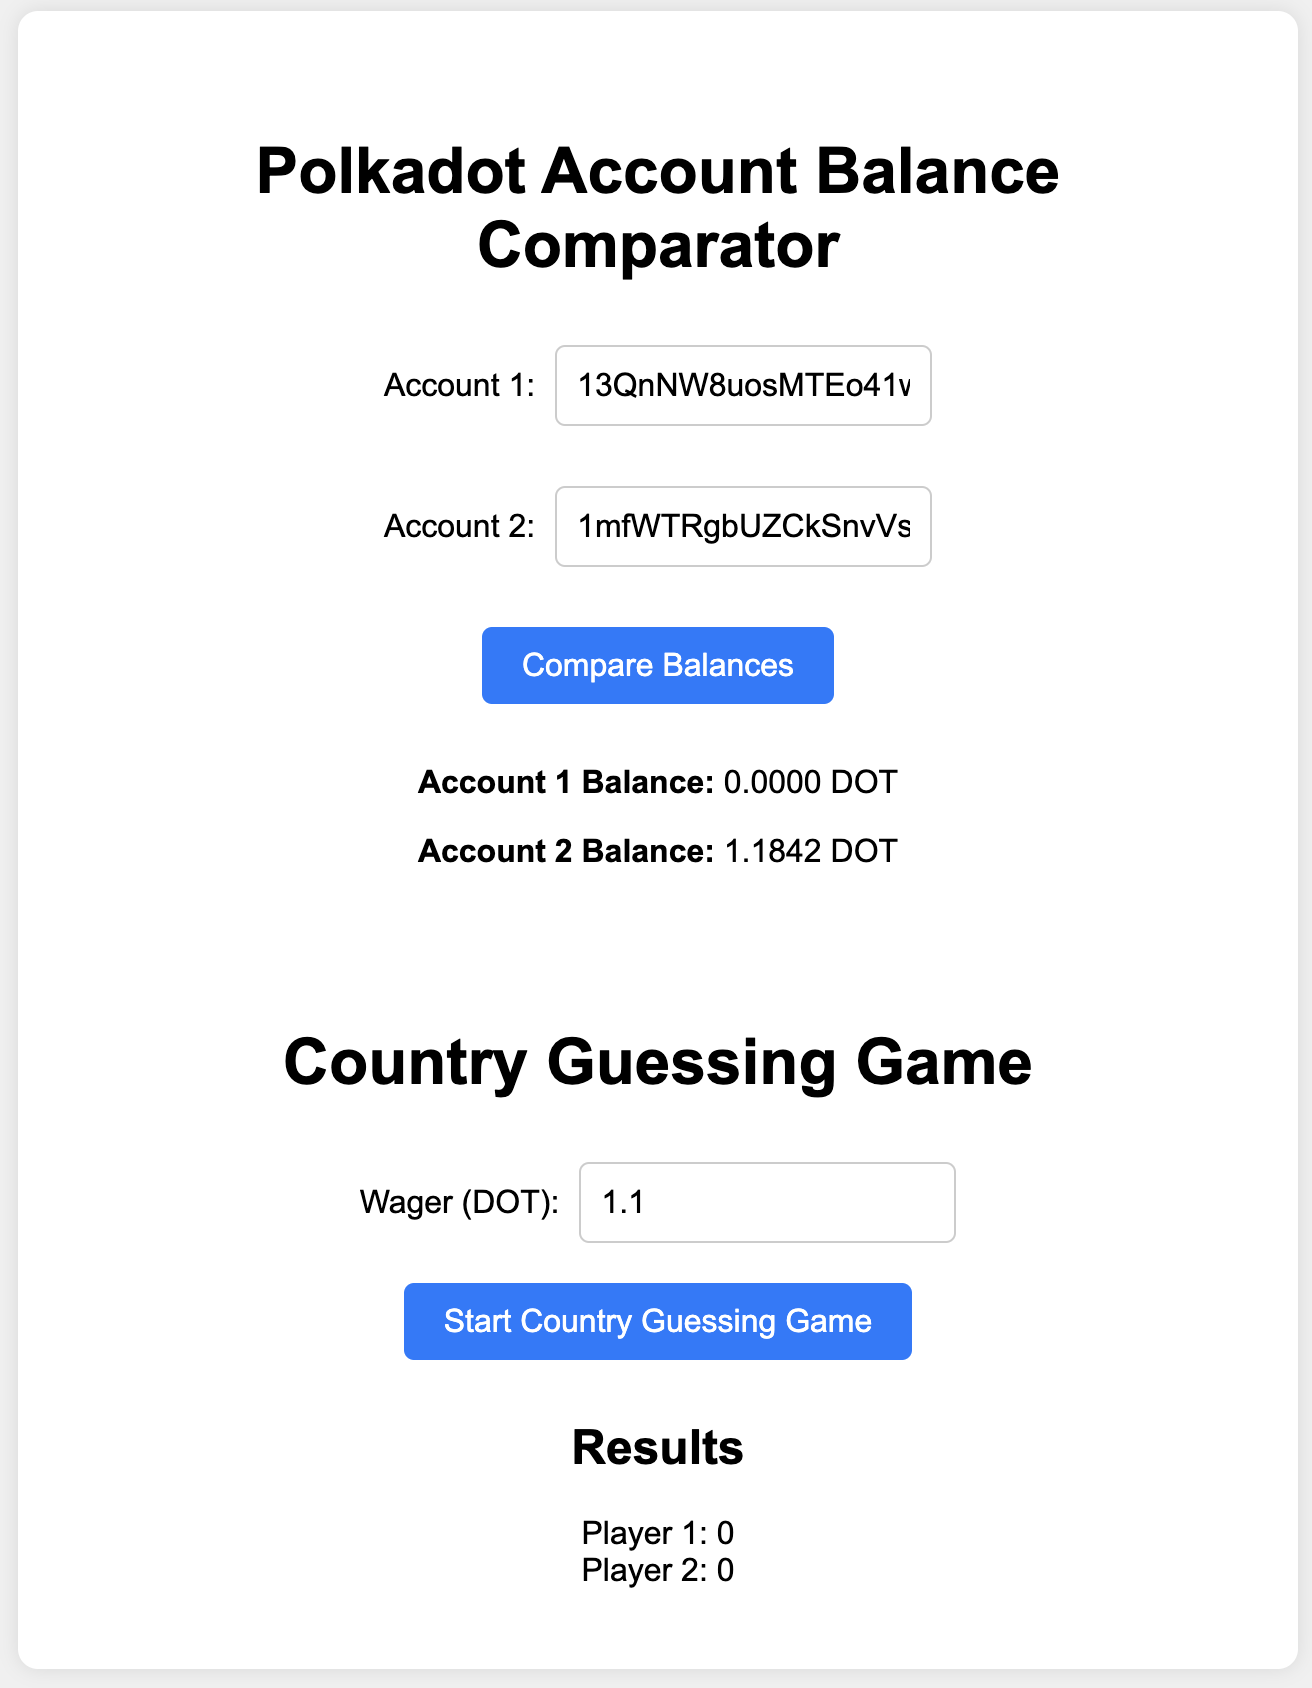 Polkadot Account Balance
Comparator
Account 1: 13QnNW8uosMTEo41w
Account 2: 1mfWTRgbUZCkSnvVs
Compare Balances
Account 1 Balance: 0.0000 DOT
Account 2 Balance: 1.1842 DOT
Country Guessing Game
Wager (DOT): 1.1
Start Country Guessing Game
Results
Player 1: 0
Player 2: 0